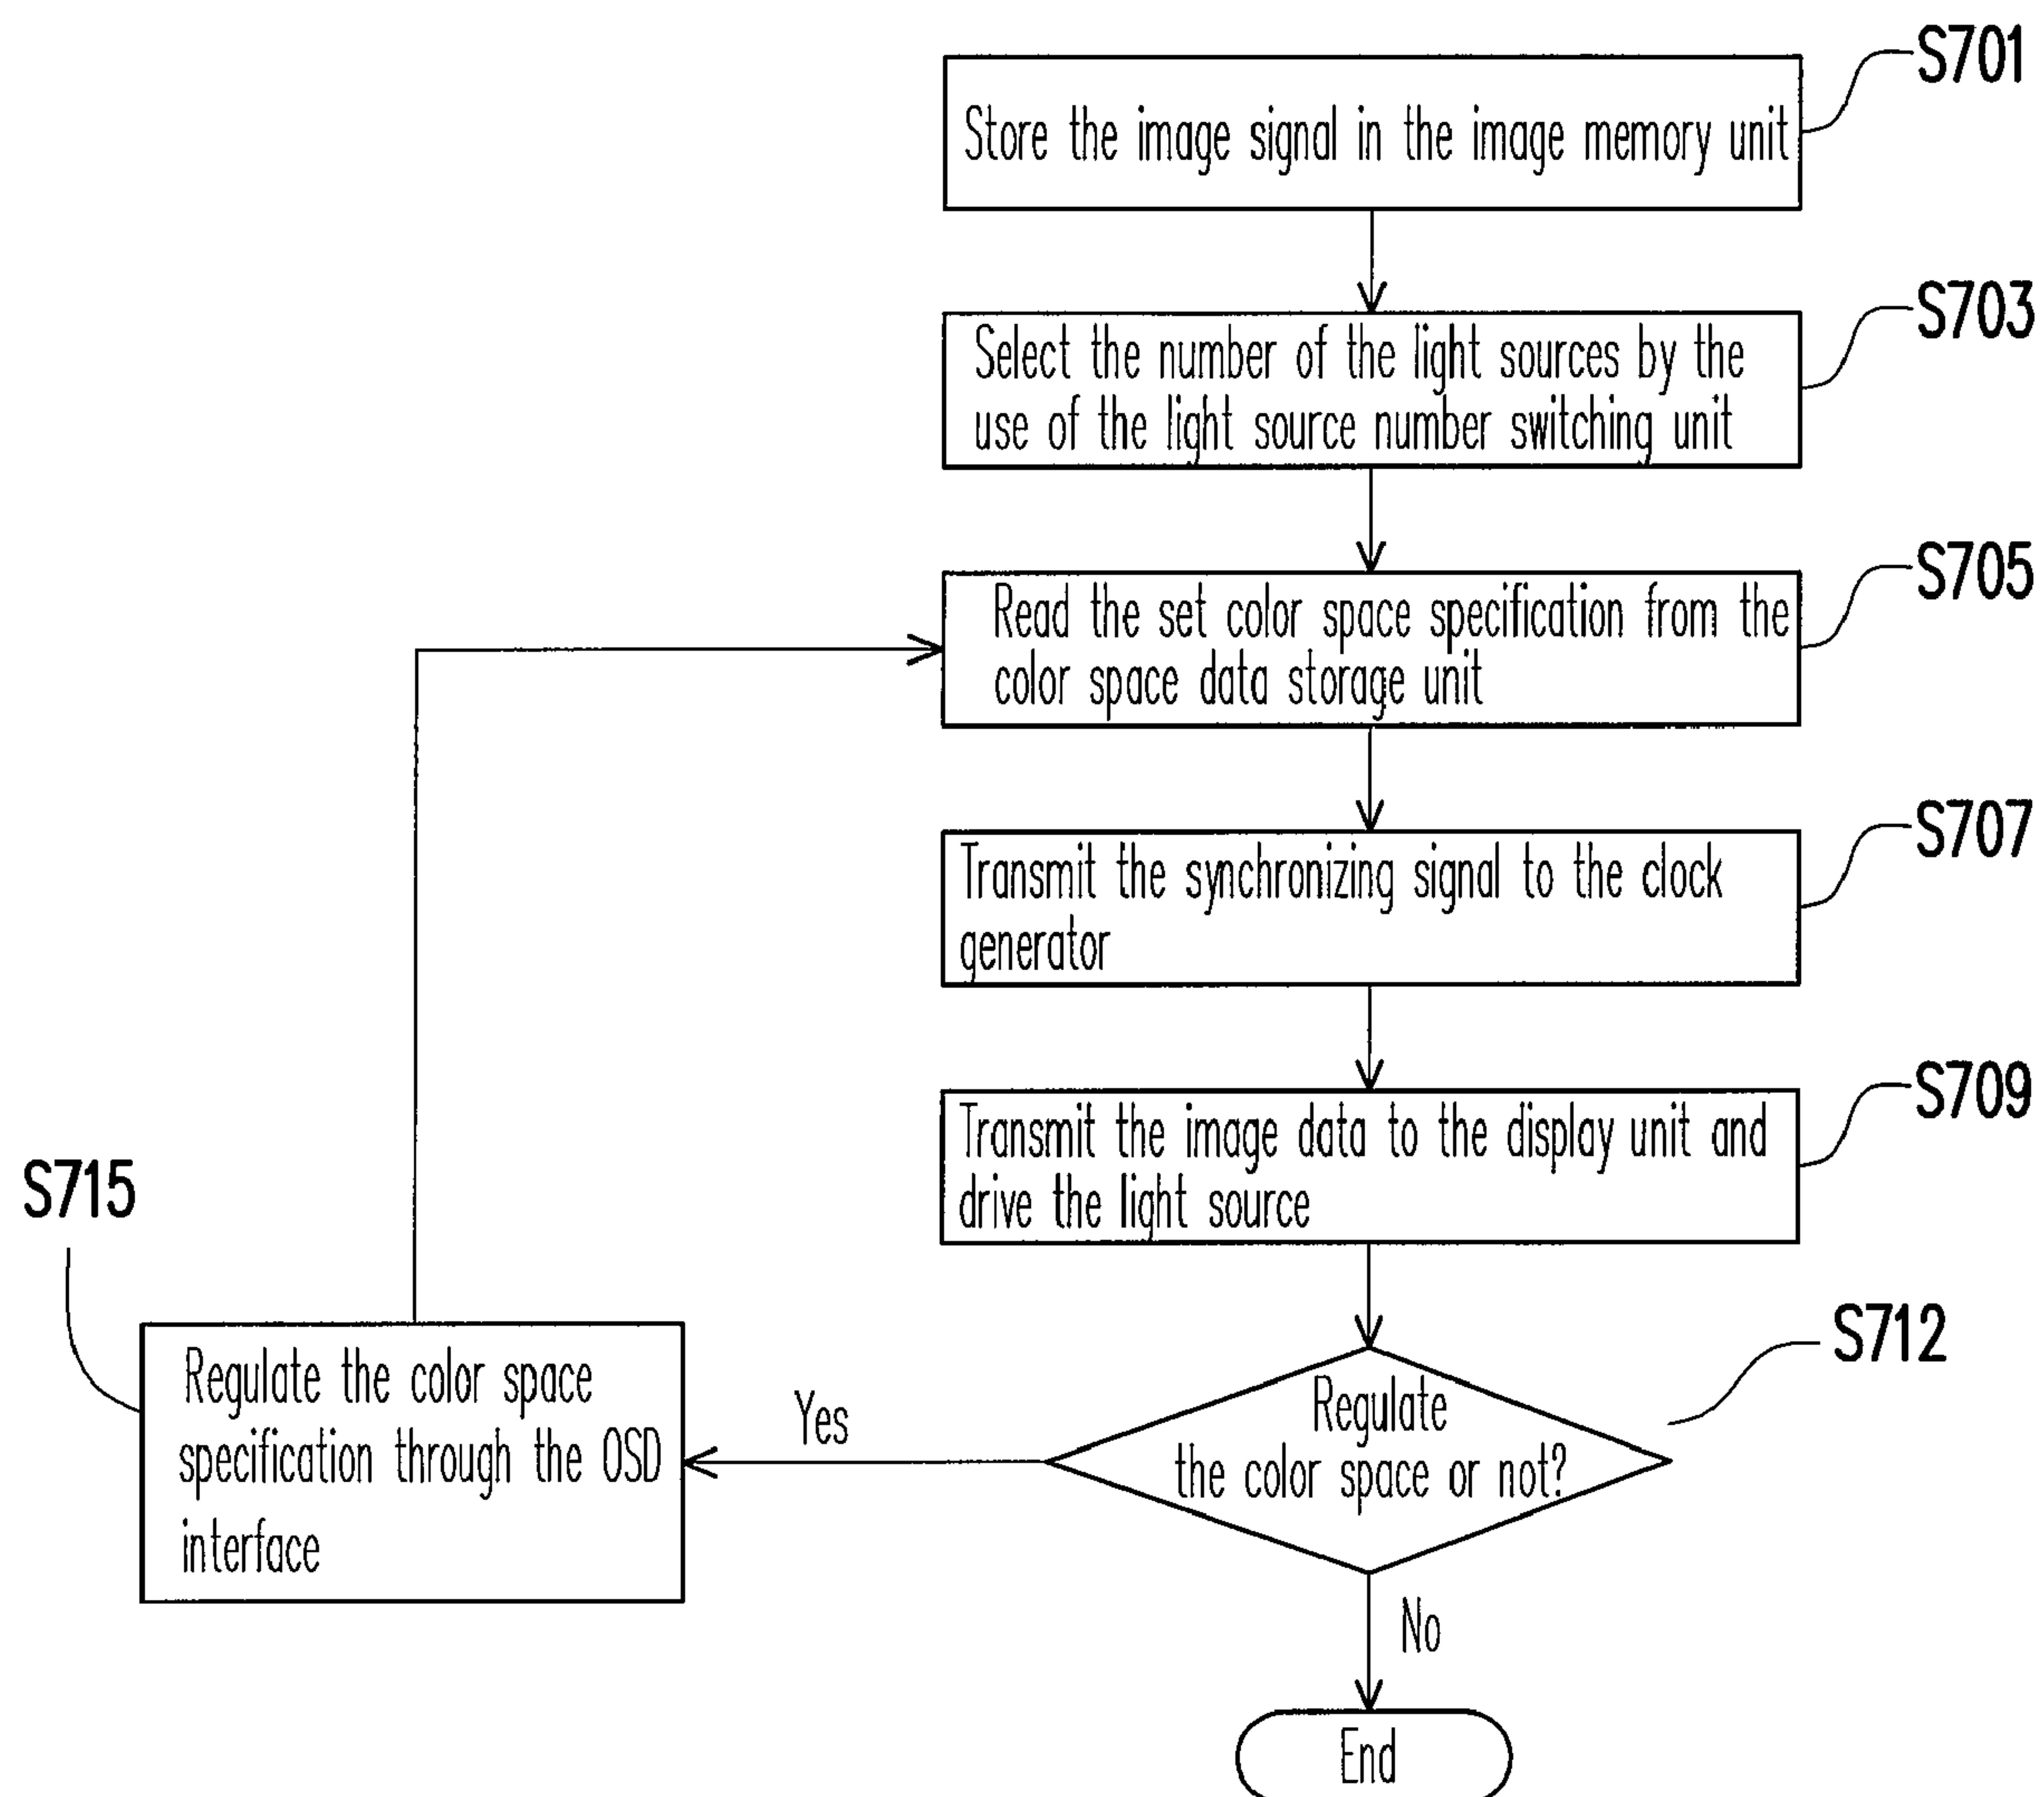 S701
Store the image signal in the image memory unit
S703
Select the number of the light sources by the
use of the light source number switching unit
S705
Read the set color space specification from the
color space data storage unit
S707
Transmit the synchronizing signal to the clock
generator
S709
Transmit the image data to the display unit and
drive the light source
S712
Regulate
the color space or not?
Yes
S715
Regulate the color space
specification through the OSD
interface
No
End